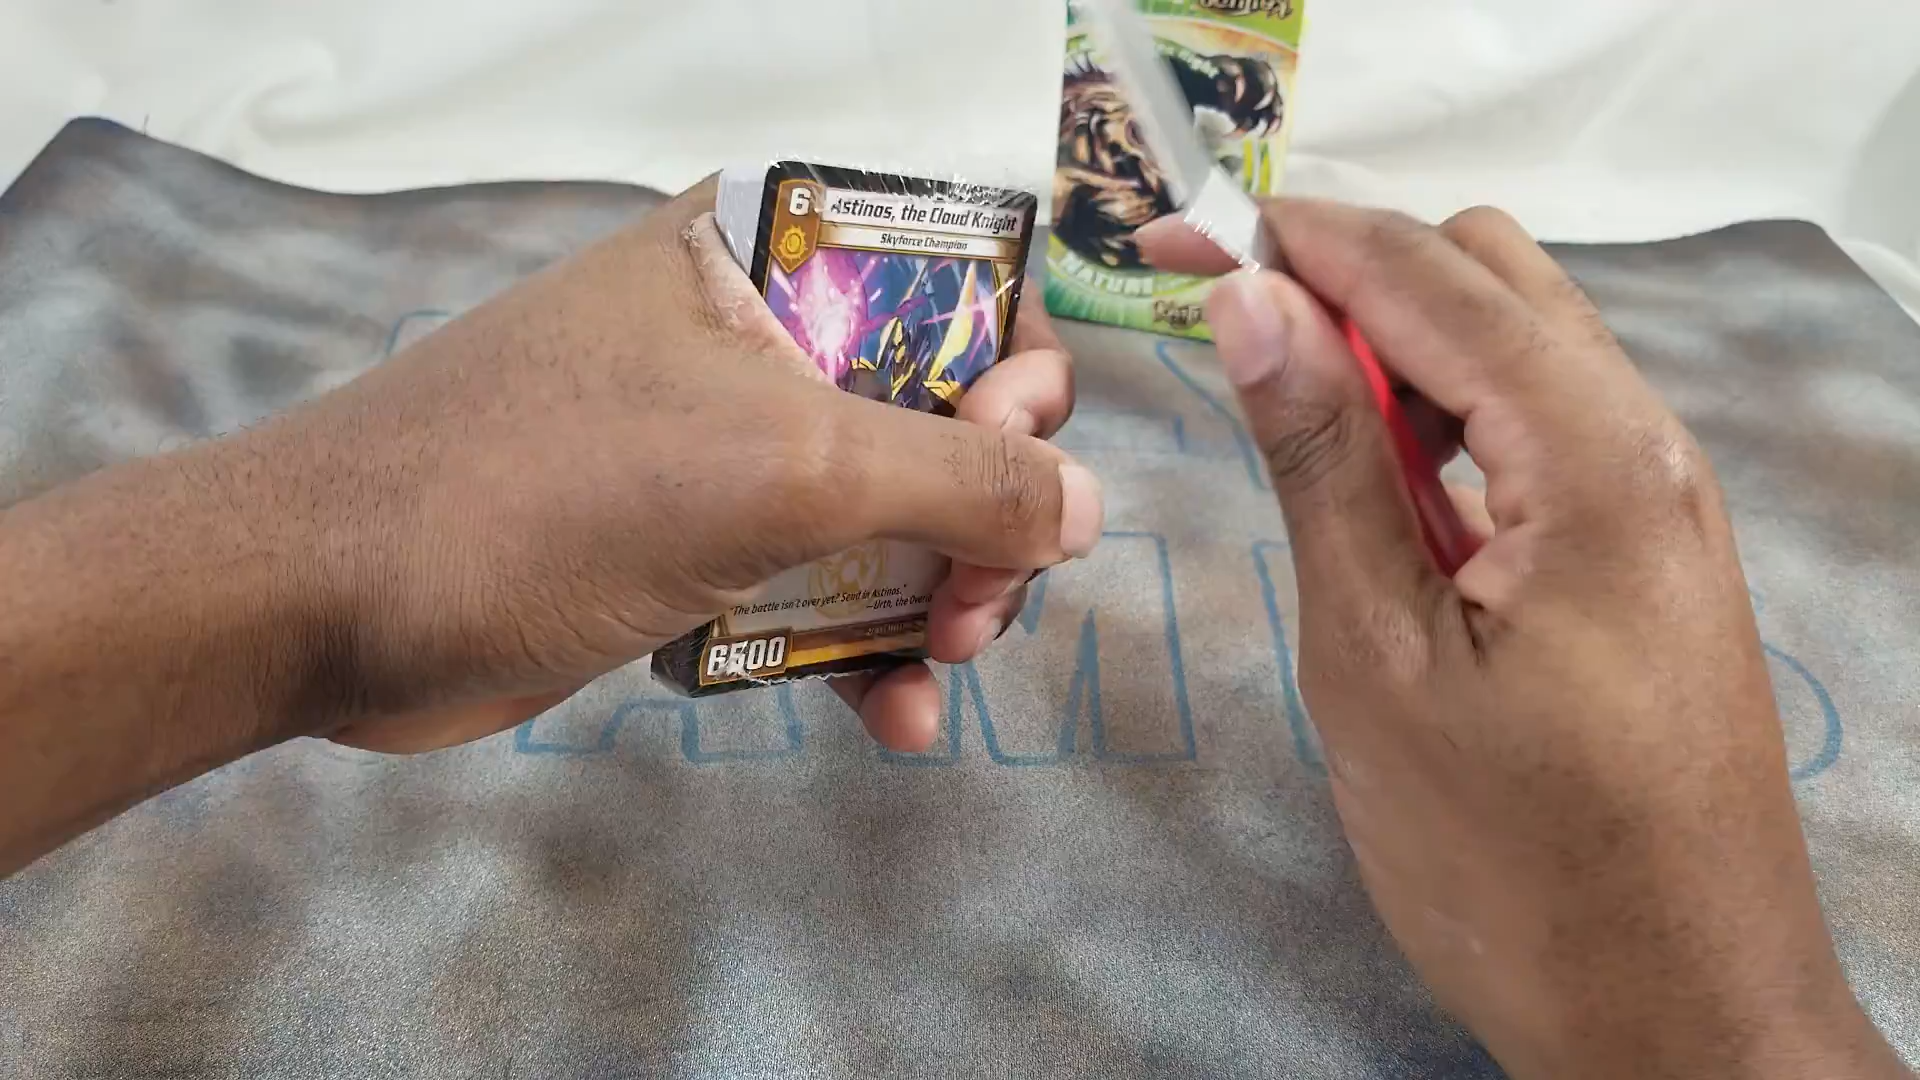 6
Astinos, the Cloud Knight
Skyforce Champion
"The battle isn't over yet? Send in Astinos."
—Urth, the Overlo
6500
NATURE